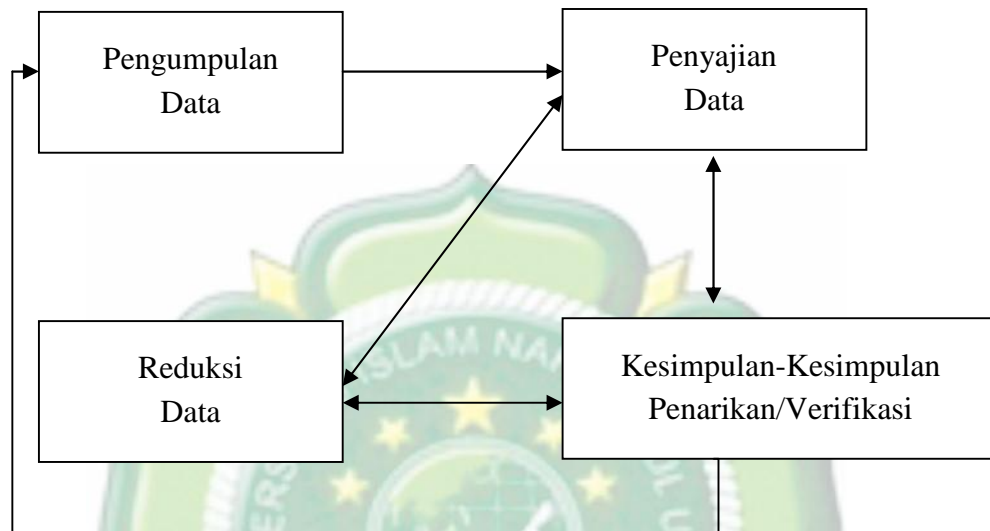 Pengumpulan
Data
Penyajian
Data
Reduksi
Data
Kesimpulan-Kesimpulan
Penarikan/Verifikasi